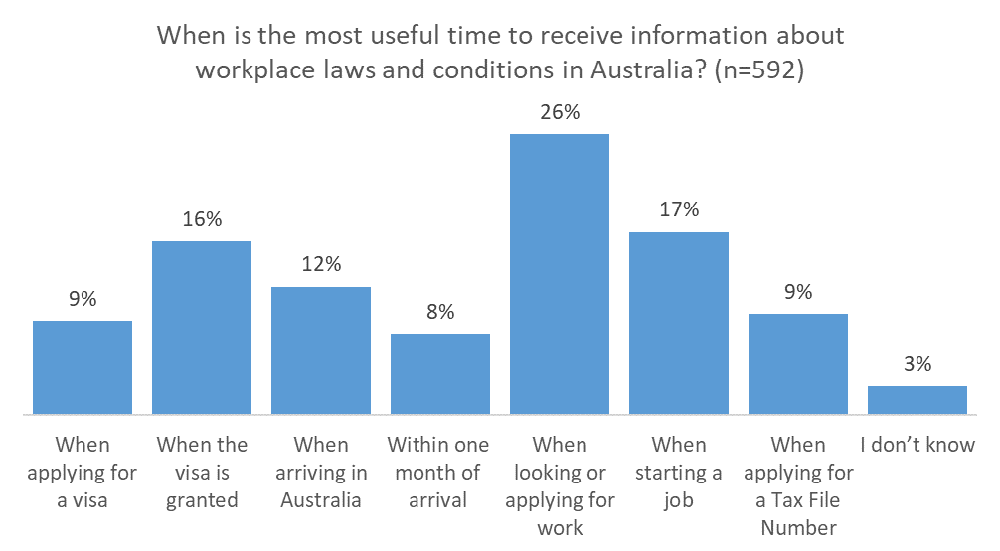 When is the most useful time to receive information about
workplace laws and conditions in Australia? (n=592)
9%
16%
12%
8%
26%
17%
9%
3%
When
applying for
a visa
When the
visa is
granted
When
arriving in
Australia
Within one
month of
arrival
When
looking or
applying for
work
When
starting a
job
When
applying for
a Tax File
Number
I don’t know